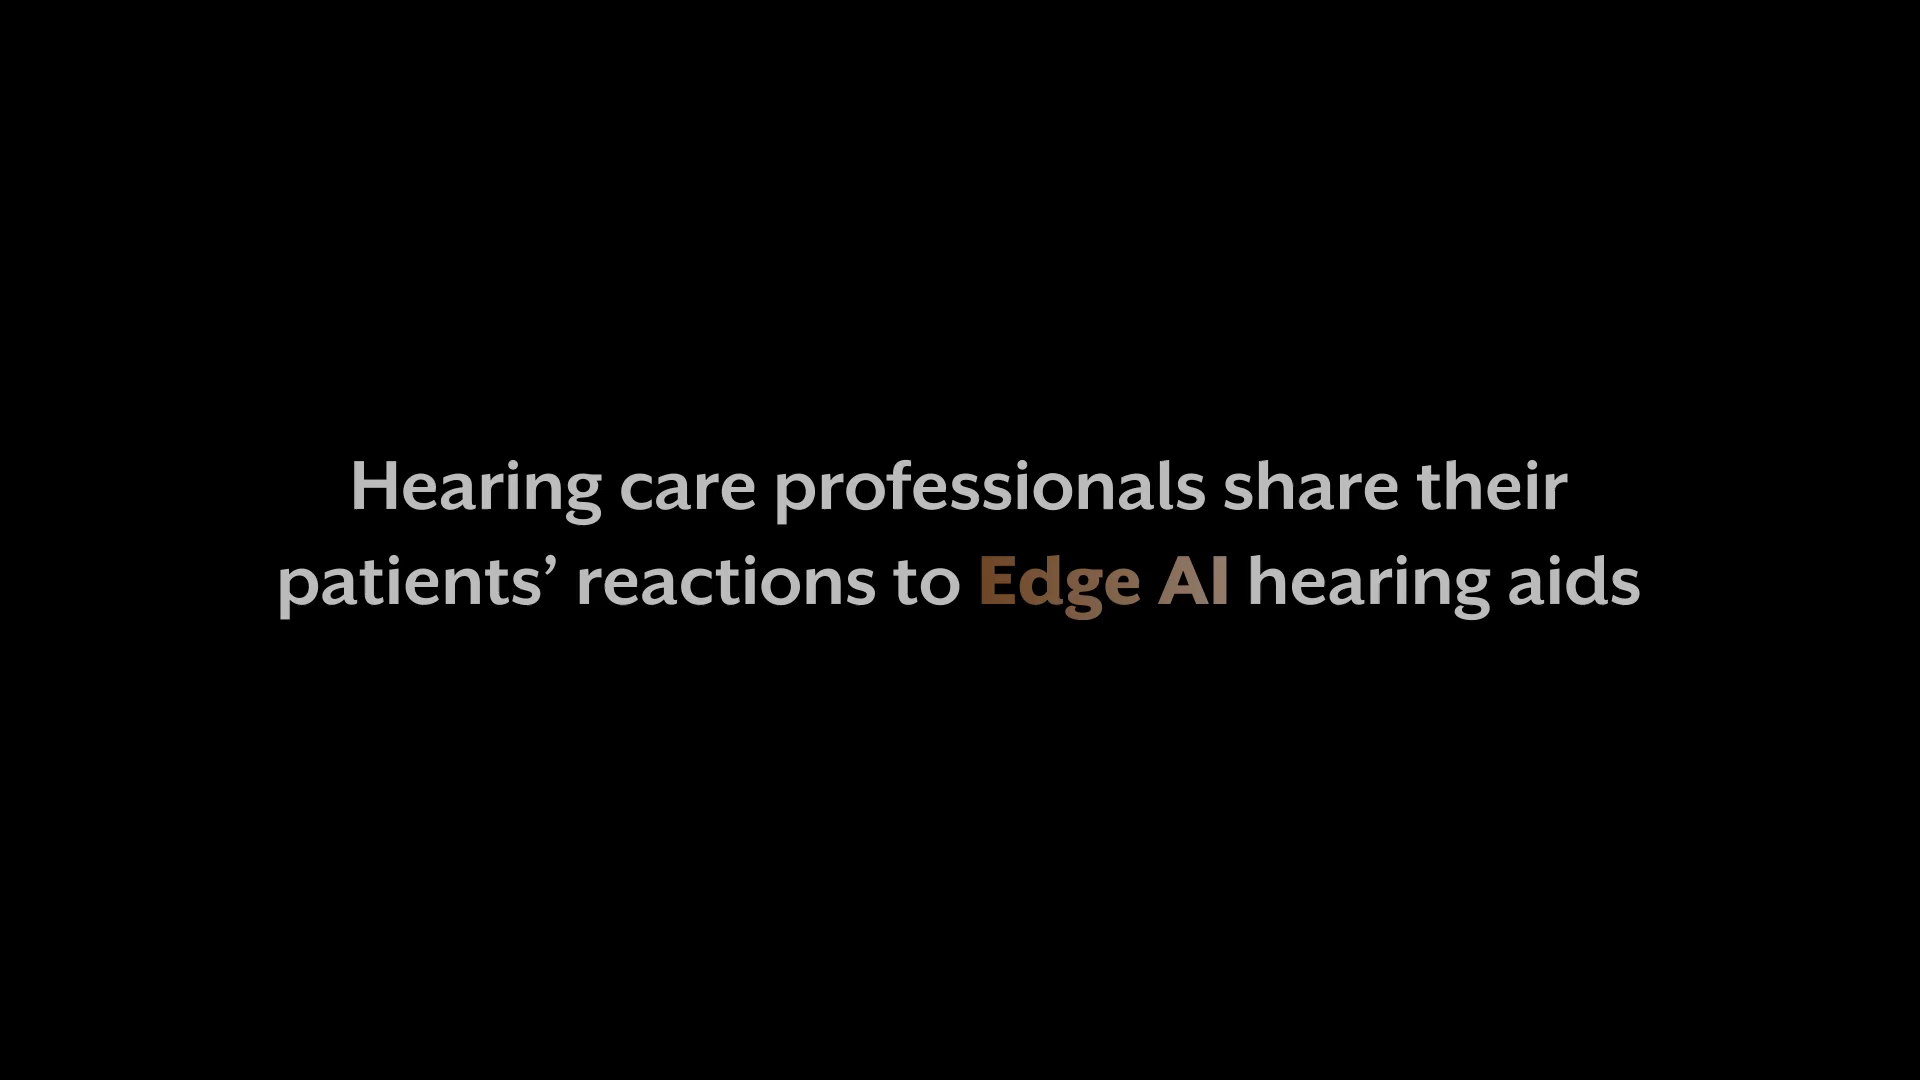 Hearing care professionals share their
patients’ reactions to Edge AI hearing aids